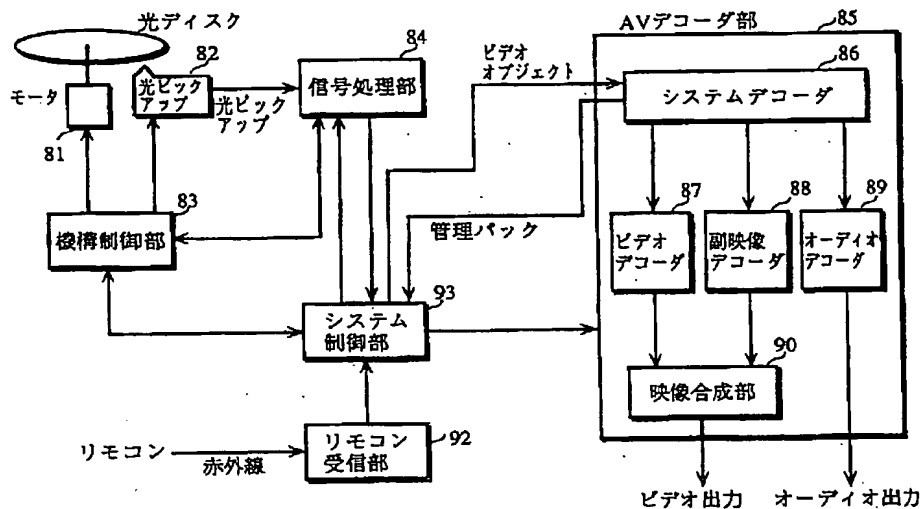 光ディスク
82
光ピック
アップ
光ピック
アップ
モータ
81
84
信号処理部
83
機構制御部
ビデオ
オブジェクト
管理パック
93
システム
制御部
リモコン
赤外線
リモコン
受信部
92
AVデコーダ部
85
86
システムデコーダ
87
ビデオ
デコーダ
88
副映像
デコーダ
89
オーディオ
デコーダ
90
映像合成部
ビデオ出力
オーディオ出力